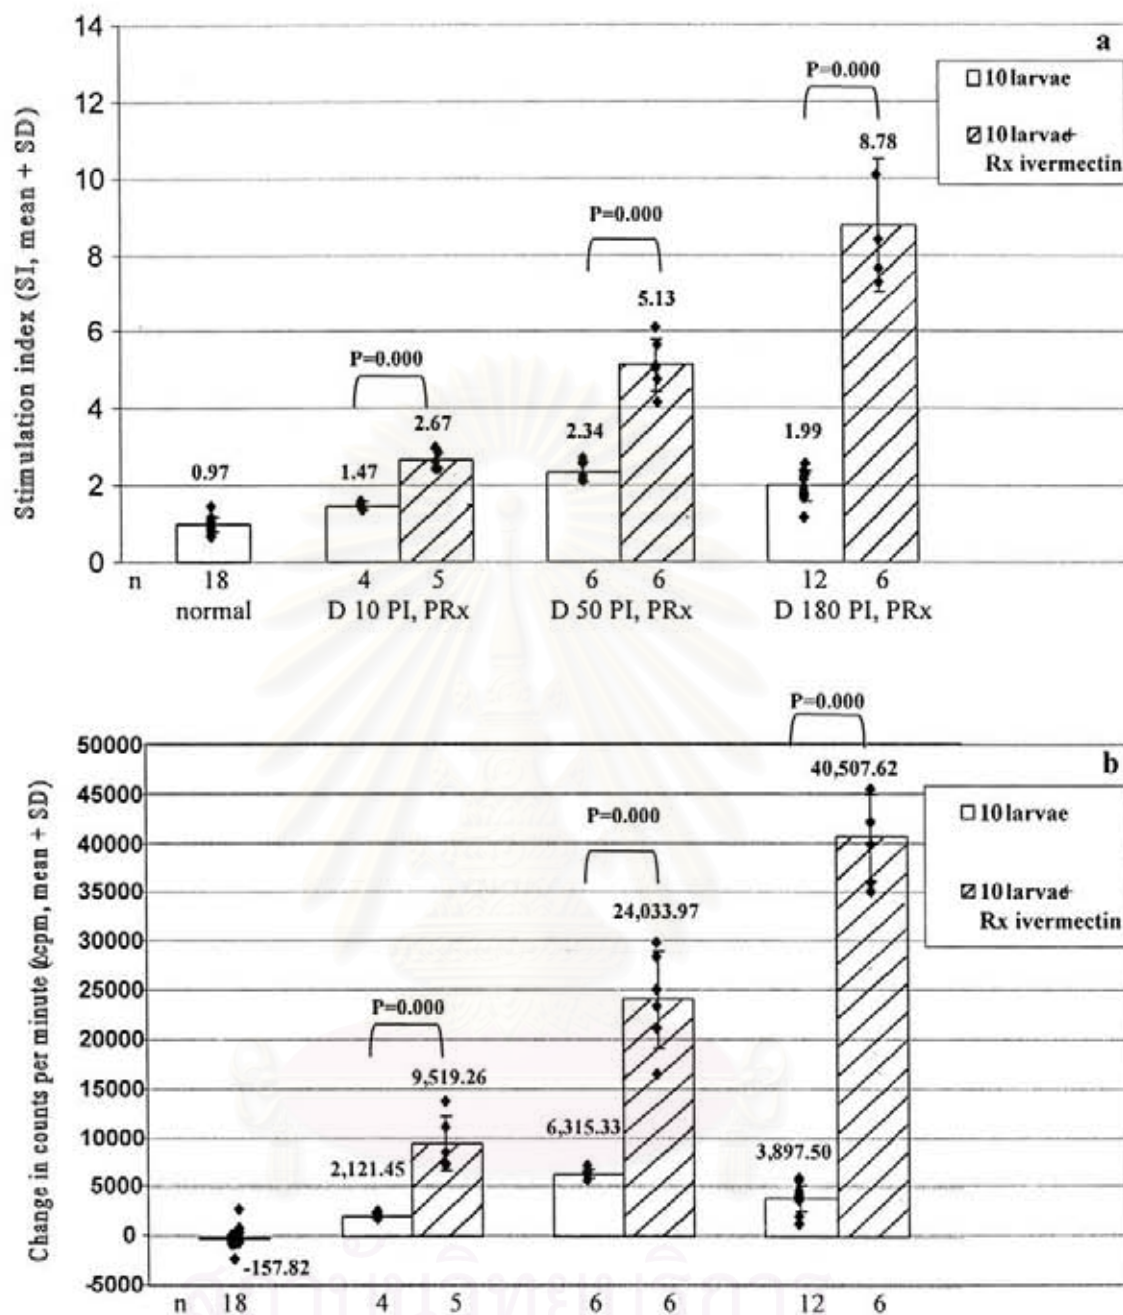 14
a
P=0.000
10 larvae
12
8.78
10 larvae+
Rx ivermectin
10
P=0.000
8
5.13
6
P=0.000
4
2.67
2.34
1.99
0.97
1.47
2
0
Stimulation index (SI, mean + SD)
n 18 4 5 6 6 12 6
normal D 10 PI, PRx D 50 PI, PRx D 180 PI, PRx
P=0.000
50000
b
40,507.62
45000
10 larvae
P=0.000
40000
35000
10 larvae+
Rx ivermectin
24,033.97
30000
25000
P=0.000
20000
9,519.26
15000
6,315.33
10000
3,897.50
2,121.45
5000
0
-157.82
-5000
Change in counts per minute (Δcpm, mean + SD)
n 18 4 5 6 6 12 6